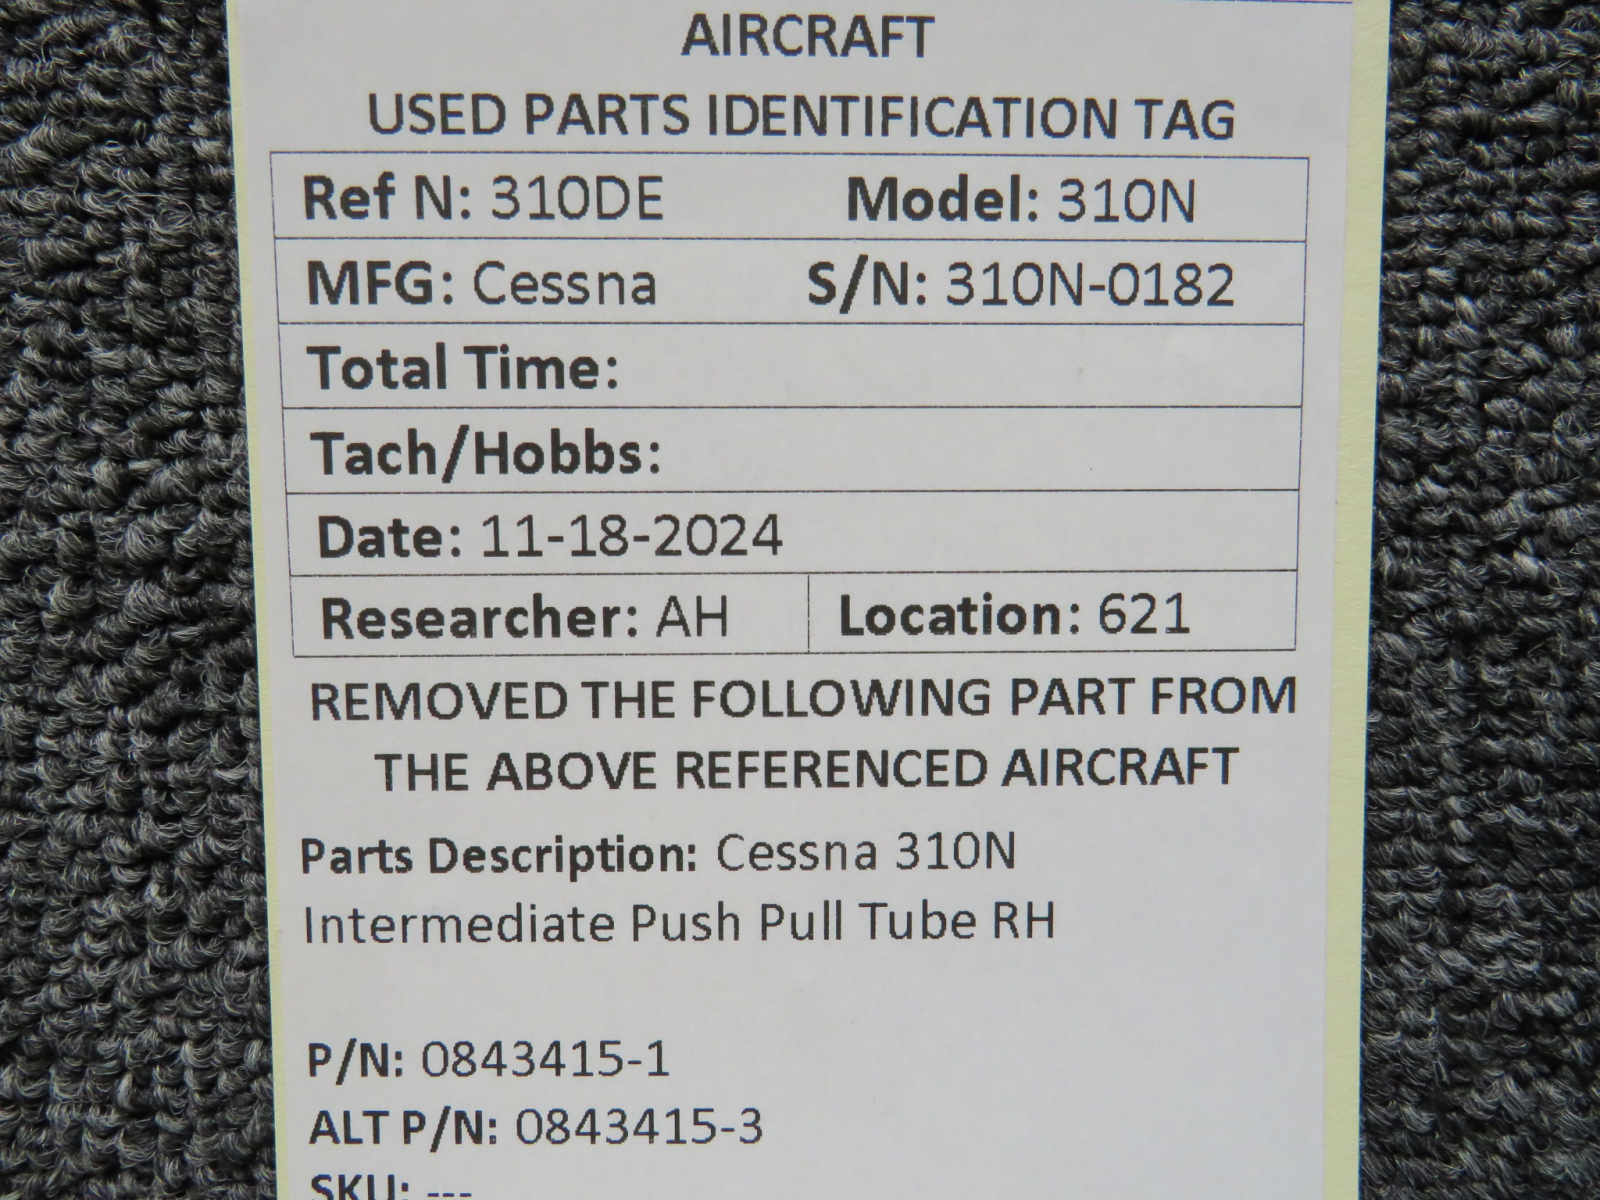 AIRCRAFT
USED PARTS IDENTIFICATION TAG
Ref N: 310DE Model: 310N
MFG: Cessna S/N: 310N-0182
Total Time:
Tach/Hobbs:
Date: 11-18-2024
Researcher: AH Location: 621
REMOVED THE FOLLOWING PART FROM
THE ABOVE REFERENCED AIRCRAFT
Parts Description: Cessna 310N
Intermediate Push Pull Tube RH
P/N: 0843415-1
ALT P/N: 0843415-3
SKU: ---